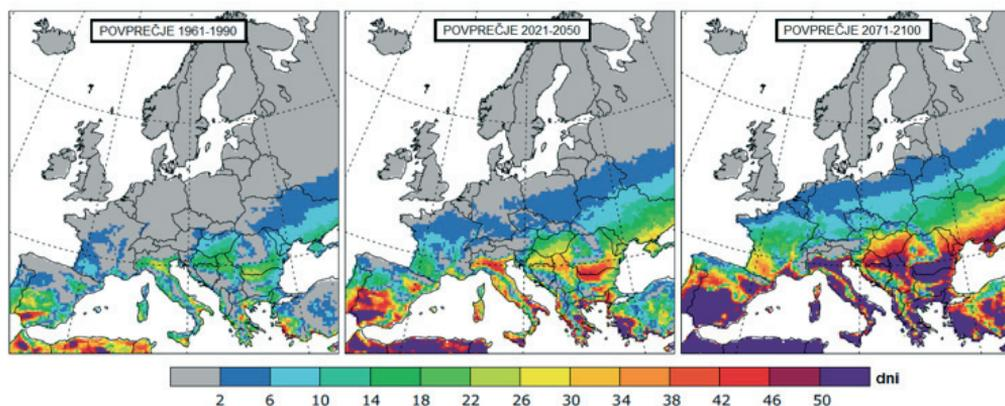 POVPREČJE 1961-1990
POVPREČJE 2021-2050
POVPREČJE 2071-2100
2 6 10 14 18 22 26 30 34 38 42 46 50 dni